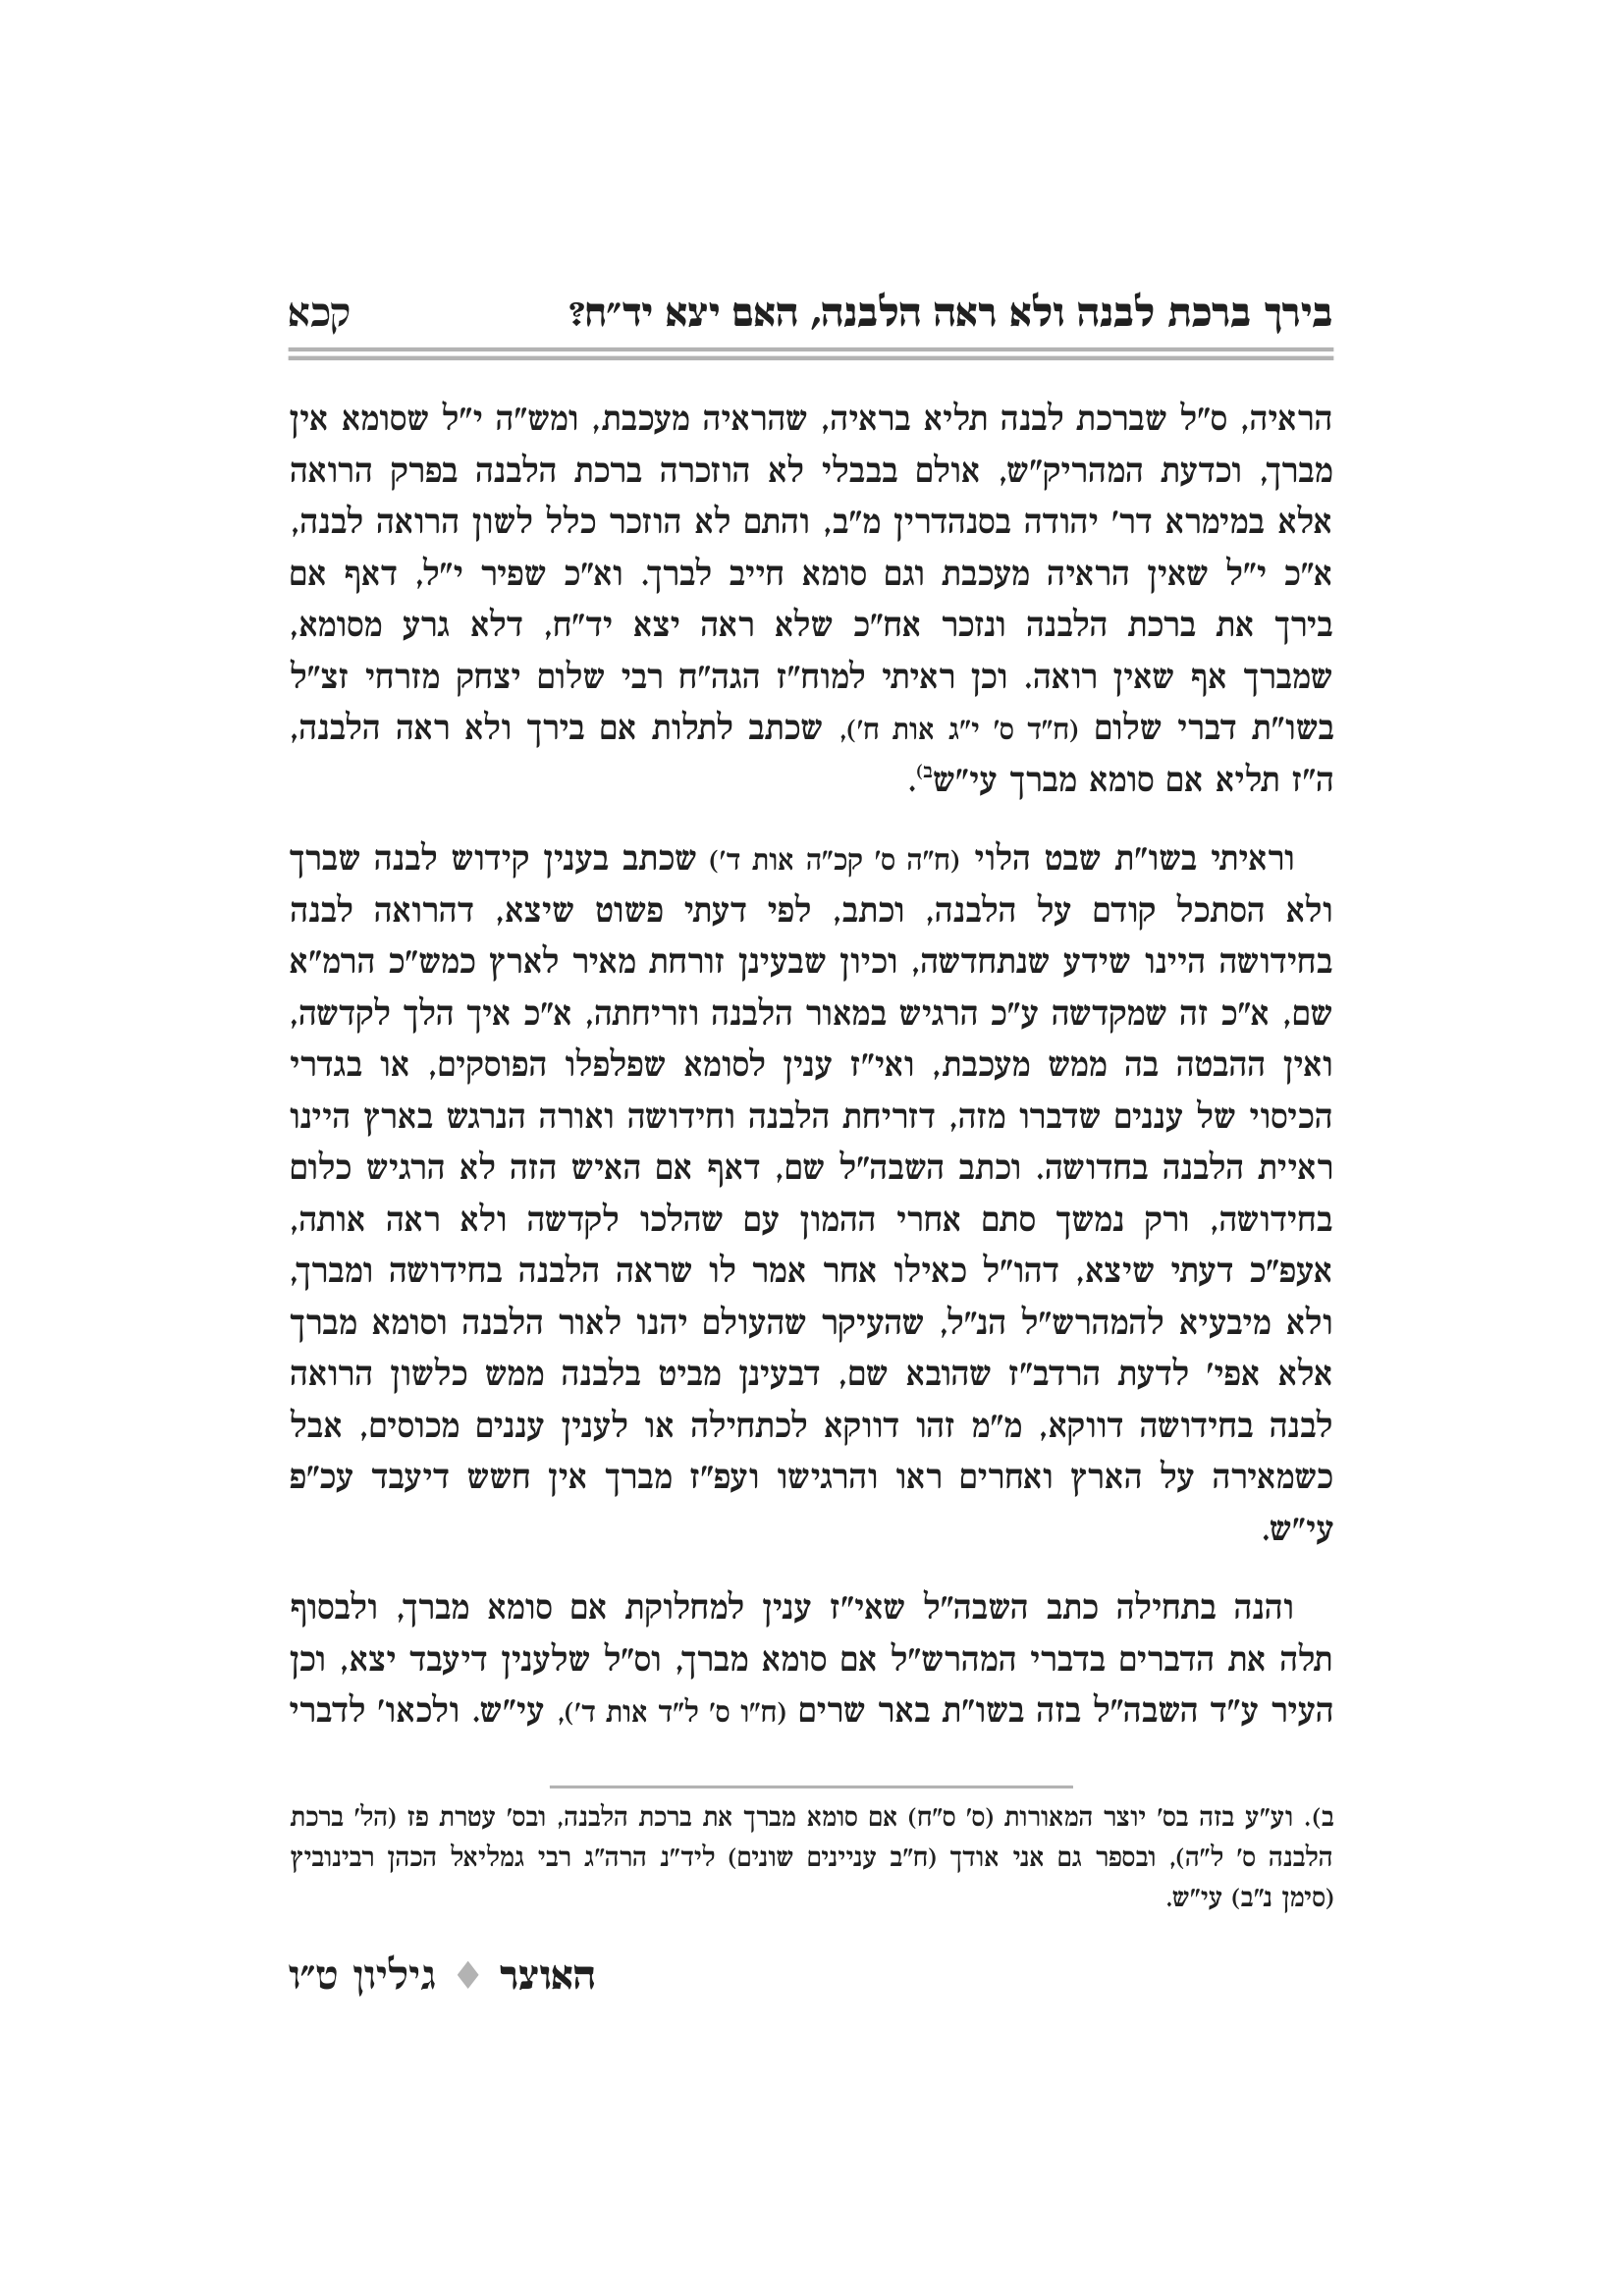 בירך ברכת לבנה ולא ראה הלבנה, האם יצא יד״ח? קכא
הראיה, ס״ל שברכת לבנה תליא בראיה, שהראיה מעכבת, ומש״ה י״ל שסומא אין
מברך, וכדעת המהריק״ש, אולם בבבלי לא הוזכרה ברכת הלבנה בפרק הרואה
אלא במימרא דר׳ יהודה בסנהדרין מ״ב, והתם לא הוזכר כלל לשון הרואה לבנה,
א״כ י״ל שאין הראיה מעכבת וגם סומא חייב לברך. וא״כ שפיר י״ל, דאף אם
בירך את ברכת הלבנה ונזכר אח״כ שלא ראה יצא יד״ח, דלא גרע מסומא,
שמברך אף שאין רואה. וכן ראיתי למוח״ז הגה״ח רבי שלום יצחק מזרחי זצ״ל
בשו״ת דברי שלום (ח״ד ס׳ י״ג אות ח׳), שכתב לתלות אם בירך ולא ראה הלבנה,
ה״ז תליא אם סומא מברך עי״שב).
וראיתי בשו״ת שבט הלוי (ח״ה ס׳ קכ״ה אות ד׳) שכתב בענין קידוש לבנה שברך
ולא הסתכל קודם על הלבנה, וכתב, לפי דעתי פשוט שיצא, דהרואה לבנה
בחידושה היינו שידע שנתחדשה, וכיון שבעינן זורחת מאיר לארץ כמש״כ הרמ״א
שם, א״כ זה שמקדשה ע״כ הרגיש במאור הלבנה וזריחתה, א״כ איך הלך לקדשה,
ואין ההבטה בה ממש מעכבת, ואי״ז ענין לסומא שפלפלו הפוסקים, או בגדרי
הכיסוי של עננים שדברו מזה, דזריחת הלבנה וחידושה ואורה הנרגש בארץ היינו
ראיית הלבנה בחדושה. וכתב השבה״ל שם, דאף אם האיש הזה לא הרגיש כלום
בחידושה, ורק נמשך סתם אחרי ההמון עם שהלכו לקדשה ולא ראה אותה,
אעפ״כ דעתי שיצא, דהו״ל כאילו אחר אמר לו שראה הלבנה בחידושה ומברך,
ולא מיבעיא להמהרש״ל הנ״ל, שהעיקר שהעולם יהנו לאור הלבנה וסומא מברך
אלא אפי׳ לדעת הרדב״ז שהובא שם, דבעינן מביט בלבנה ממש כלשון הרואה
לבנה בחידושה דווקא, מ״מ זהו דווקא לכתחילה או לענין עננים מכוסים, אבל
כשמאירה על הארץ ואחרים ראו והרגישו ועפ״ז מברך אין חשש דיעבד עכ״פ
עי״ש.
והנה בתחילה כתב השבה״ל שאי״ז ענין למחלוקת אם סומא מברך, ולבסוף
תלה את הדברים בדברי המהרש״ל אם סומא מברך, וס״ל שלענין דיעבד יצא, וכן
העיר ע״ד השבה״ל בזה בשו״ת באר שרים (ח״ו ס׳ ל״ד אות ד׳), עי״ש. ולכאו׳ לדברי
ב). וע״ע בזה בס׳ יוצר המאורות (ס׳ ס״ח) אם סומא מברך את ברכת הלבנה, ובס׳ עטרת פז (הל׳ ברכת
הלבנה ס׳ ל״ה), ובספר גם אני אודך (ח״ב עניינים שונים) ליד״נ הרה״ג רבי גמליאל הכהן רבינוביץ
(סימן נ״ב) עי״ש.
האוצר ♦ גיליון ט״ו